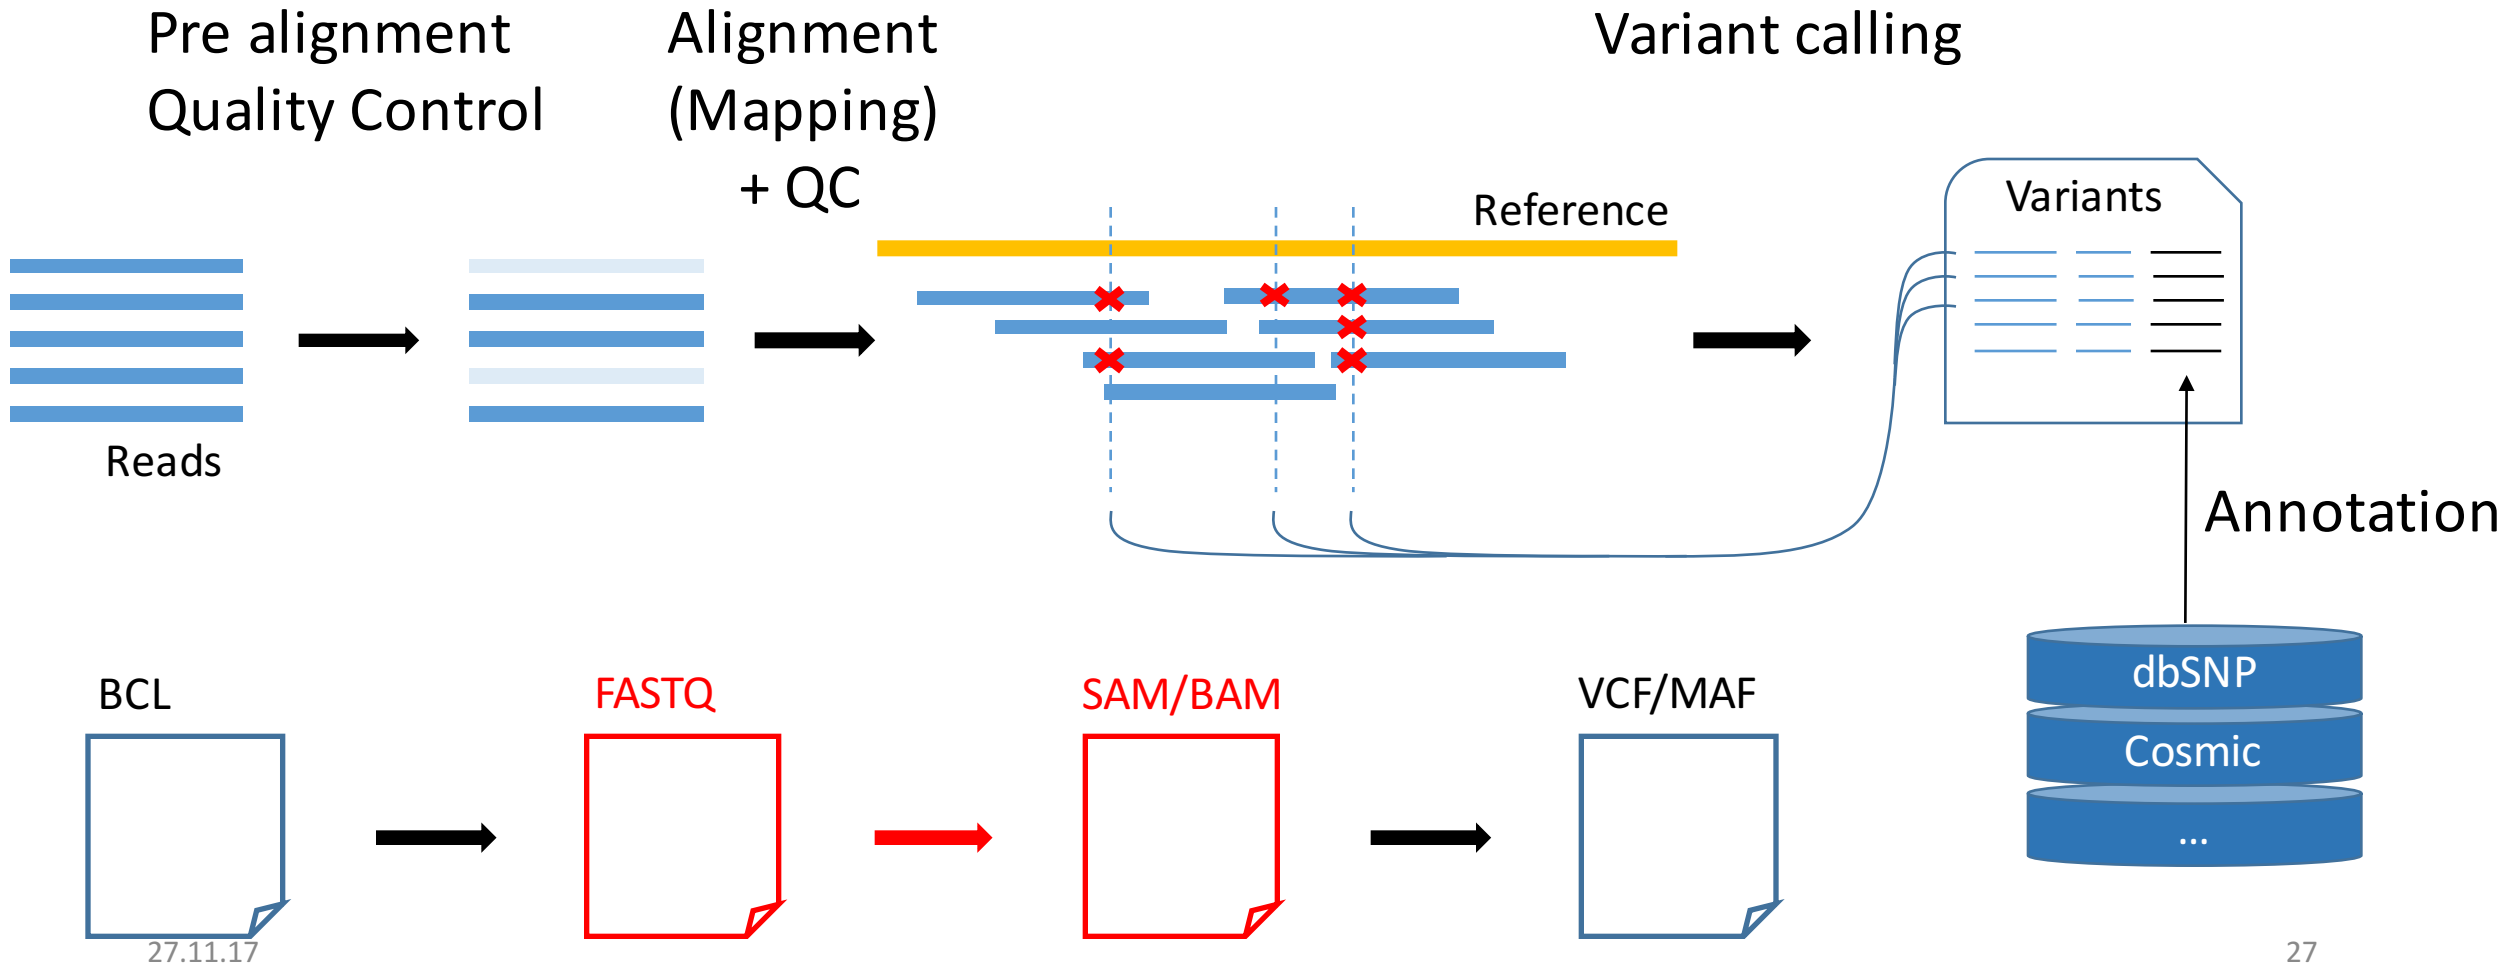 Pre alignment
Quality Control
Alignment
(Mapping)
+ QC
Variant calling
Reference
Variants
Reads
Annotation
BCL
FASTQ
SAM/BAM
VCF/MAF
dbSNP
Cosmic
...
27.11.17
27